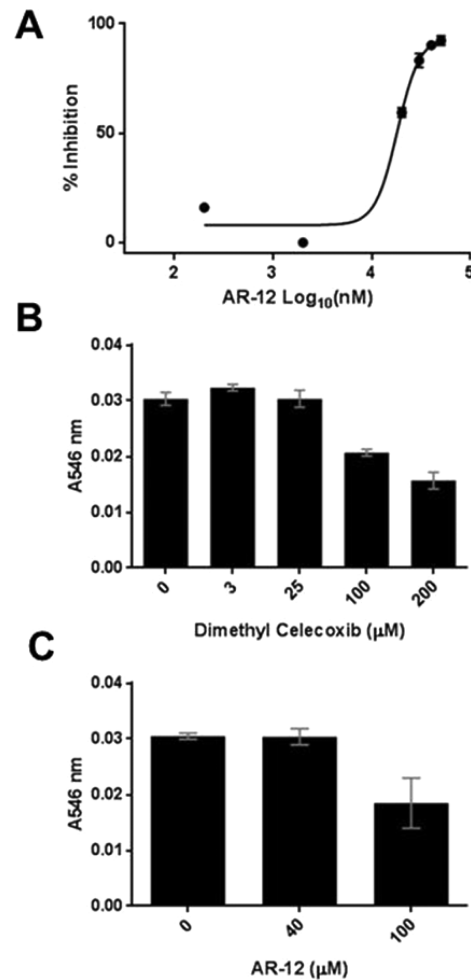 A
100
50
0
% Inhibition
2 3 4 5
AR-12 Log10(nM)
B
0.04
0.03
0.02
0.01
0.00
A546 nm
0 3 25 100 200
Dimethyl Celecoxib (µM)
C
0.04
0.03
0.02
0.01
0.00
A546 nm
0 40 100
AR-12 (µM)